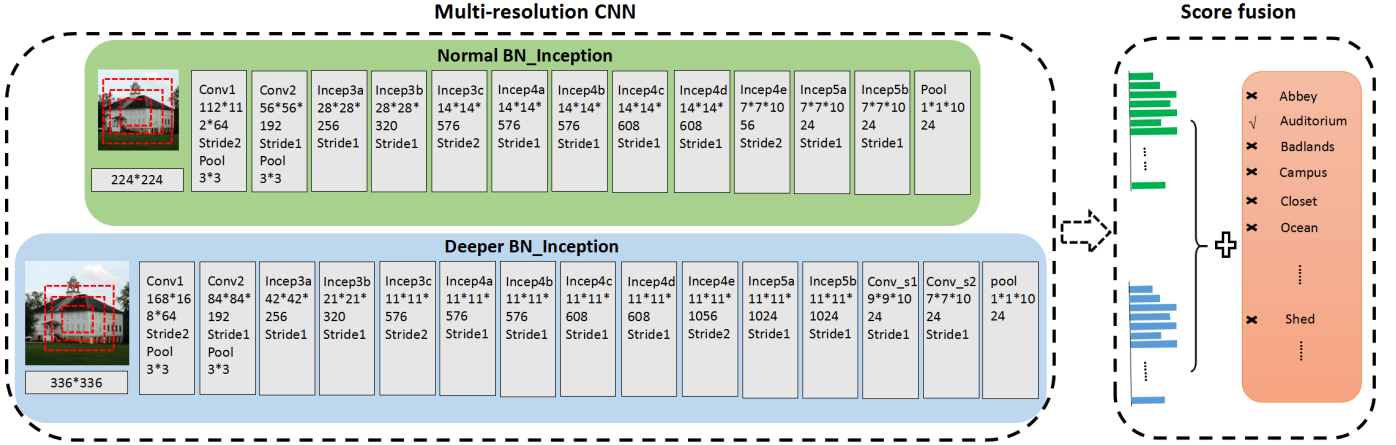 Multi-resolution CNN
Normal BN_Inception
224*224
Conv1
112*11
2*64
Stride2
Pool
3*3
Conv2
56*56*
192
Stride1
Pool
3*3
Incep3a
28*28*
256
Stride1
Incep3b
28*28*
320
Stride1
Incep3c
14*14*
576
Stride2
Incep4a
14*14*
576
Stride1
Incep4b
14*14*
576
Stride1
Incep4c
14*14*
608
Stride1
Incep4d
14*14*
608
Stride1
Incep4e
7*7*10
56
Stride2
Incep5a
7*7*10
24
Stride1
Incep5b
7*7*10
24
Stride1
Pool
1*1*10
24
Deeper BN_Inception
336*336
Conv1
168*16
8*64
Stride2
Pool
3*3
Conv2
84*84*
192
Stride1
Pool
3*3
Incep3a
42*42*
256
Stride1
Incep3b
21*21*
320
Stride1
Incep3c
11*11*
576
Stride2
Incep4a
11*11*
576
Stride1
Incep4b
11*11*
576
Stride1
Incep4c
11*11*
608
Stride1
Incep4d
11*11*
608
Stride1
Incep4e
11*11*
1056
Stride2
Incep5a
11*11*
1024
Stride1
Incep5b
11*11*
1024
Stride1
Conv_s1
9*9*10
24
Stride1
Conv_s2
7*7*10
24
Stride1
pool
1*1*10
24
Score fusion
Abbey
√ Auditorium
Badlands
Campus
Closet
Ocean
Shed